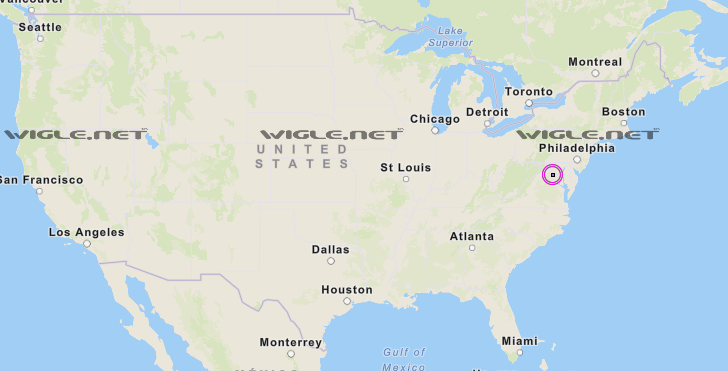 Vancouver
Seattle
Lake
Superior
Montreal
Toronto
Chicago
Detroit
Boston
WIGLE.NET
WIGLE.NET
WIGLE.NET
Philadelphia
UNITED
STATES
St Louis
San Francisco
Los Angeles
Atlanta
Dallas
Houston
Monterrey
Miami
Gulf of
Mexico